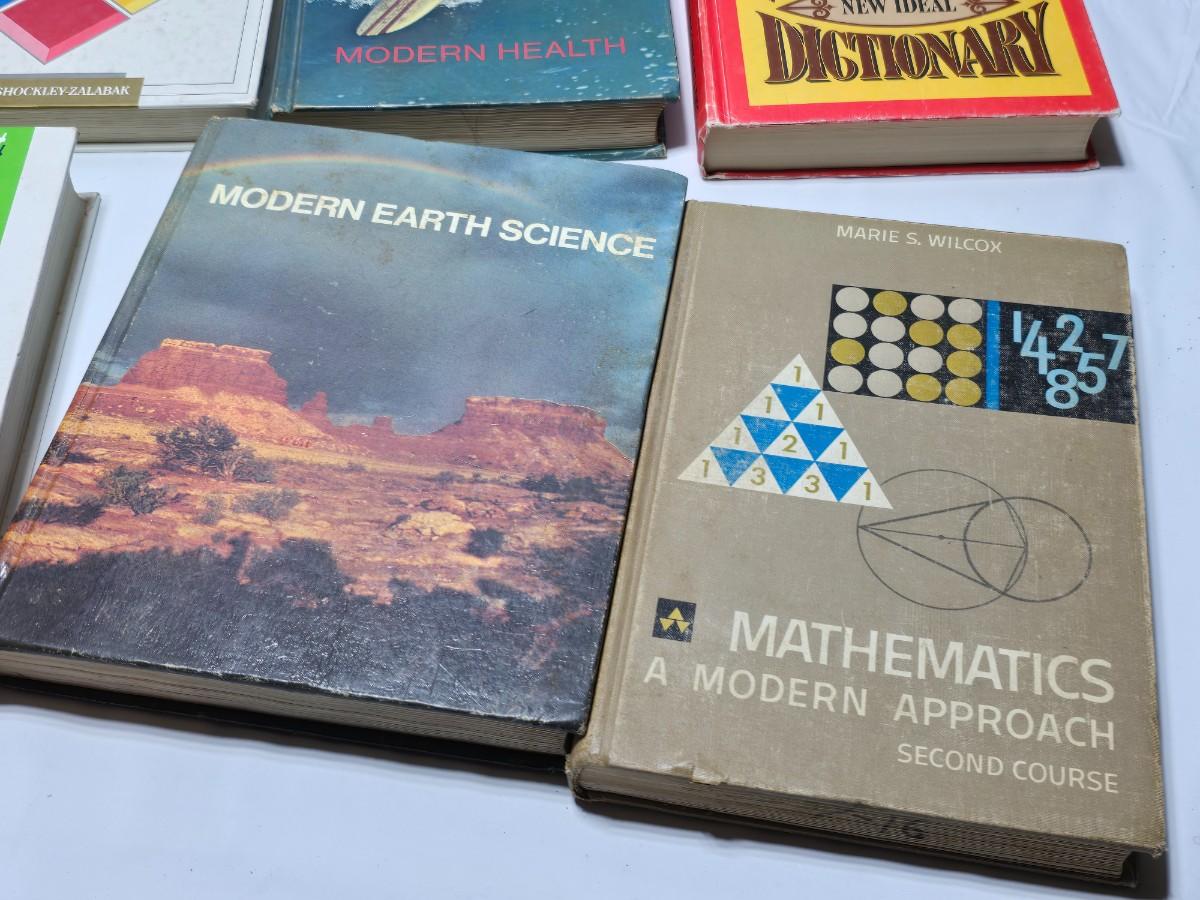 SHOCKLEY-ZALABAK
MODERN HEALTH
NEW IDEAL
DICTIONARY
MODERN EARTH SCIENCE
MARIE S. WILCOX
142857
1
1 1
1 2 1
1 3 3 1
MATHEMATICS
A MODERN APPROACH
SECOND COURSE